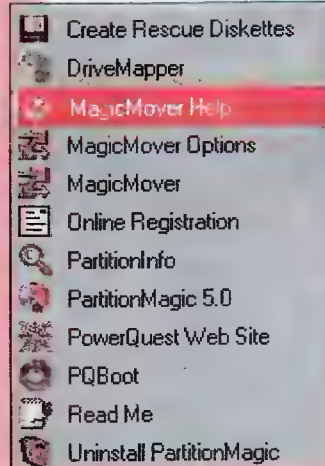 Create Rescue Diskettes
DriveMapper
MagicMover Help
MagicMover Options
MagicMover
Online Registration
PartitionInfo
PartitionMagic 5.0
PowerQuest Web Site
PQBoot
Read Me
Uninstall PartitionMagic